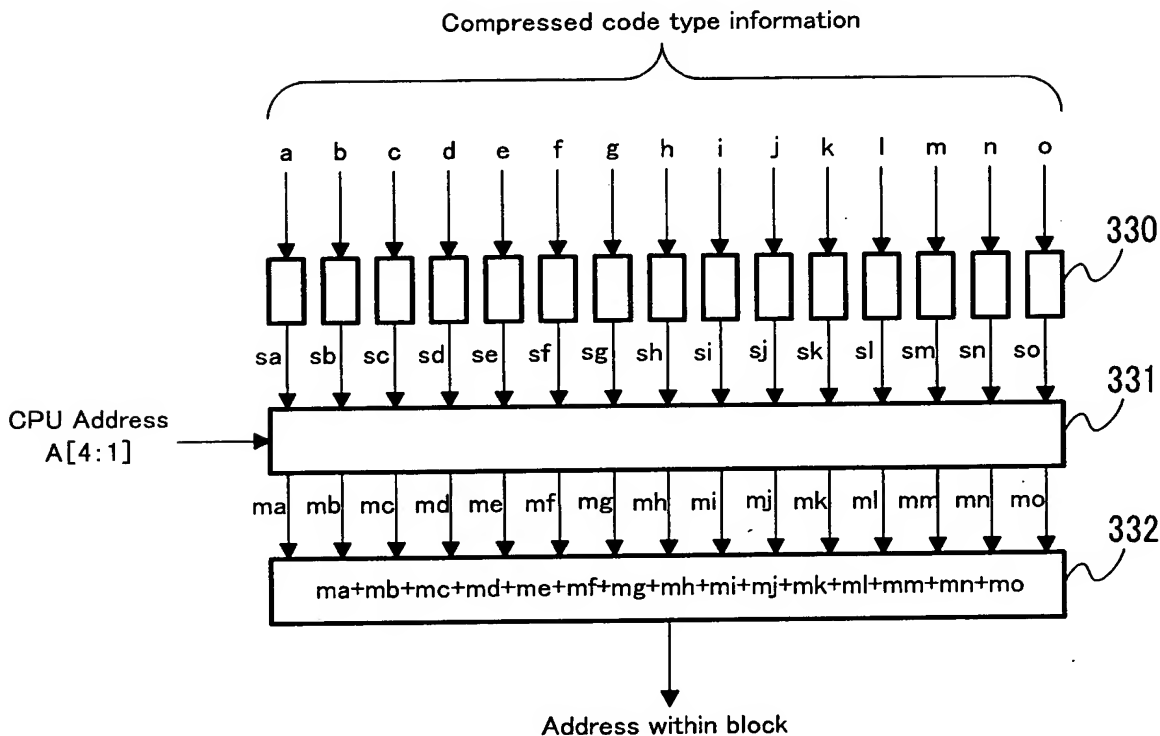 Compressed code type information
a b c d e f g h i j k l m n o
330
sa sb sc sd se sf sg sh si sj sk sl sm sn so
331
CPU Address
A[4:1]
ma mb mc md me mf mg mh mi mj mk ml mm mn mo
332
ma+mb+mc+md+me+mf+mg+mh+mi+mj+mk+ml+mm+mn+mo
Address within block